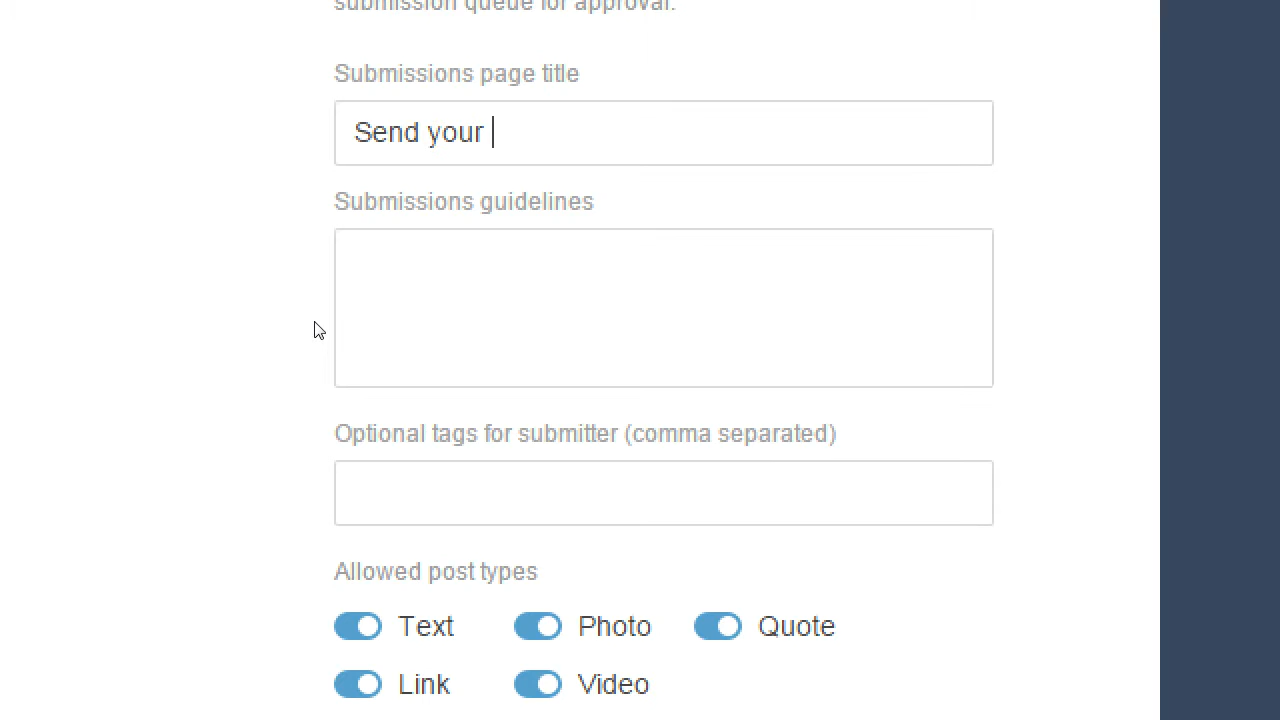 submission queue for approval.
Submissions page title
Send your
Submissions guidelines
Optional tags for submitter (comma separated)
Allowed post types
Text Photo Quote
Link Video